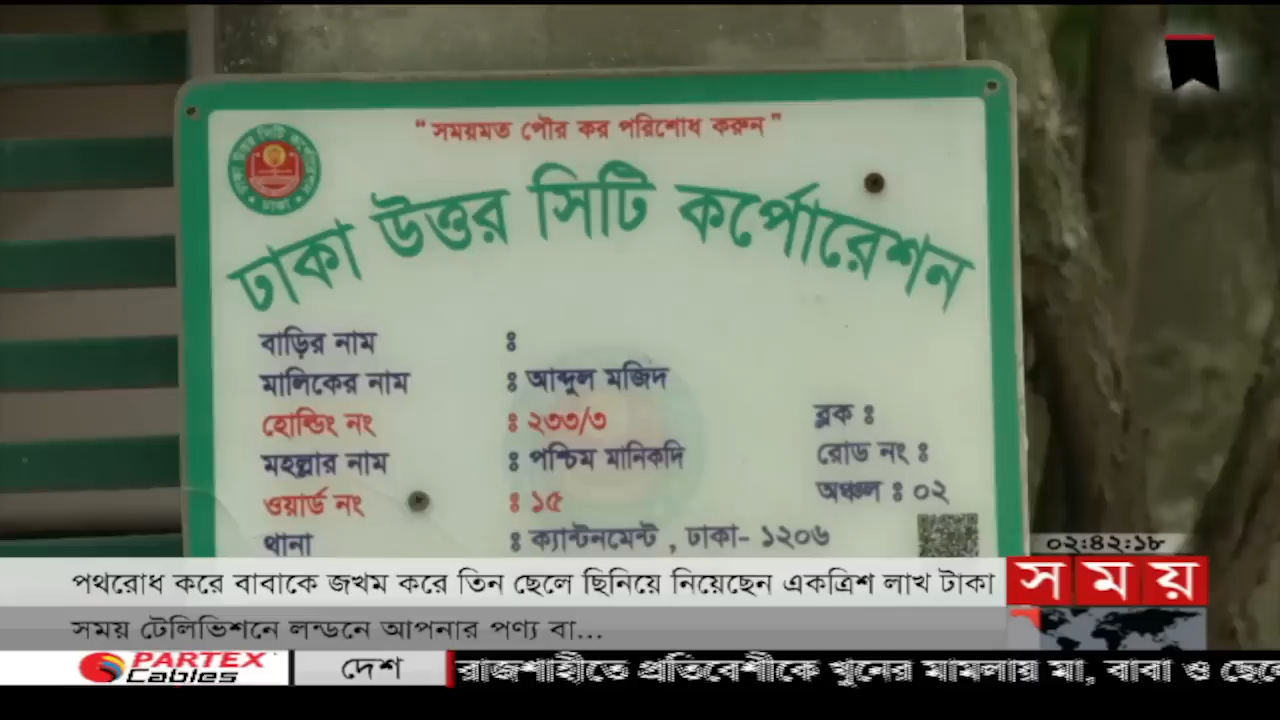 "সময়মত পৌর কর পরিশোধ করুন"
ঢাকা উত্তর সিটি কর্পোরেশন
বাড়ির নাম :
মালিকের নাম : আব্দুল মজিদ
হোল্ডিং নং : ২৩৩/৩
ব্লক :
মহল্লার নাম : পশ্চিম মানিকদি
রোড নং :
ওয়ার্ড নং : ১৫
অঞ্চল : ০২
থানা : ক্যান্টনমেন্ট , ঢাকা- ১২০৬
০২:৪২:১৮
পথরোধ করে বাবাকে জখম করে তিন ছেলে ছিনিয়ে নিয়েছেন একত্রিশ লাখ টাকা
সময়
সময় টেলিভিশনে লন্ডনে আপনার পণ্য বা...
PARTEX
Cables
দেশ
রাজশাহীতে প্রতিবেশীকে খুনের মামলায় মা, বাবা ও ছেলে